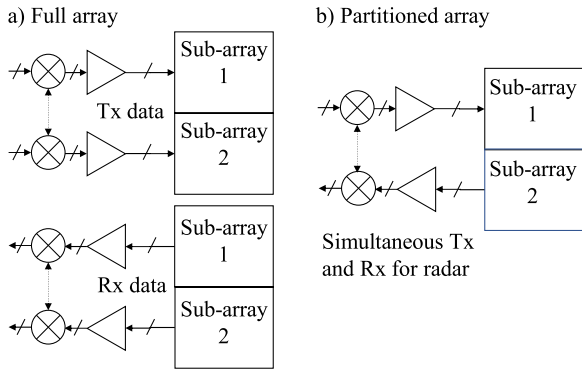 a) Full array
Sub-array
1
Tx data
Sub-array
2
Sub-array
1
Rx data
Sub-array
2
b) Partitioned array
Sub-array
1
Sub-array
2
Simultaneous Tx
and Rx for radar